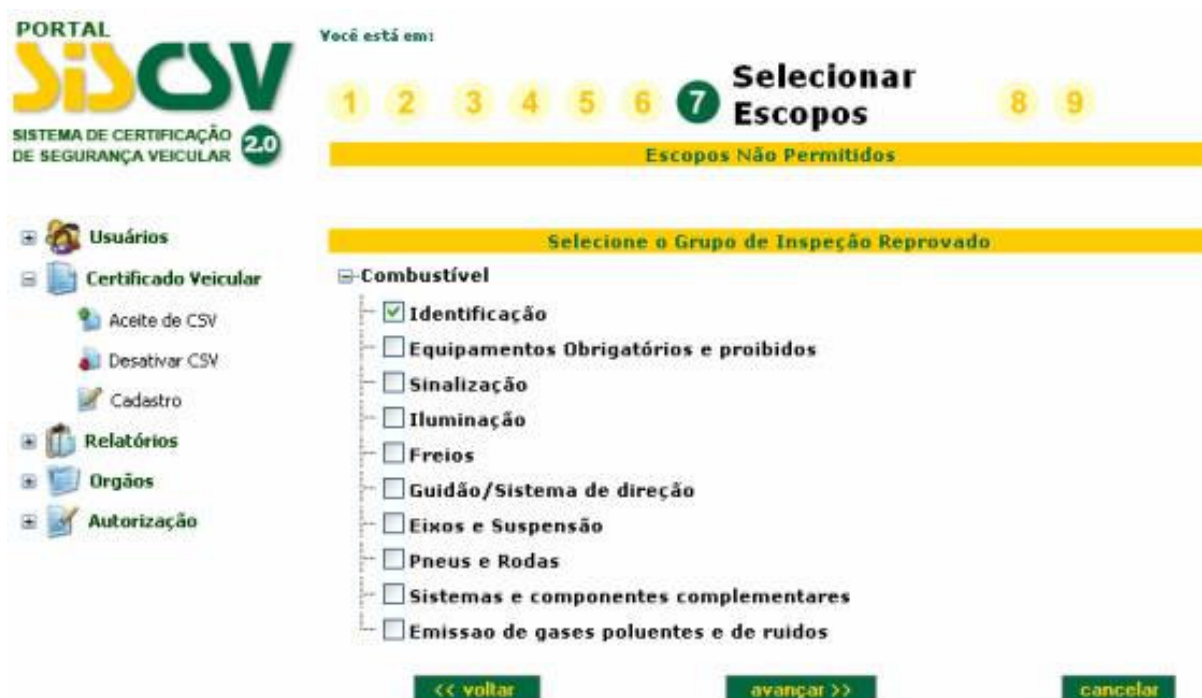 PORTAL
SiSCSV
SISTEMA DE CERTIFICAÇÃO
DE SEGURANÇA VEICULAR 2.0
Você está em:
1 2 3 4 5 6 7 Selecionar
Escopos 8 9
Escopos Não Permitidos
Usuários
Certificado Veicular
Aceite de CSV
Desativar CSV
Cadastro
Relatórios
Orgãos
Autorização
Selecione o Grupo de Inspeção Reprovado
Combustível
Identificação
Equipamentos Obrigatórios e proibidos
Sinalização
Iluminação
Freios
Guidão/Sistema de direção
Eixos e Suspensão
Pneus e Rodas
Sistemas e componentes complementares
Emissao de gases poluentes e de ruidos
<< voltar avançar >> cancelar